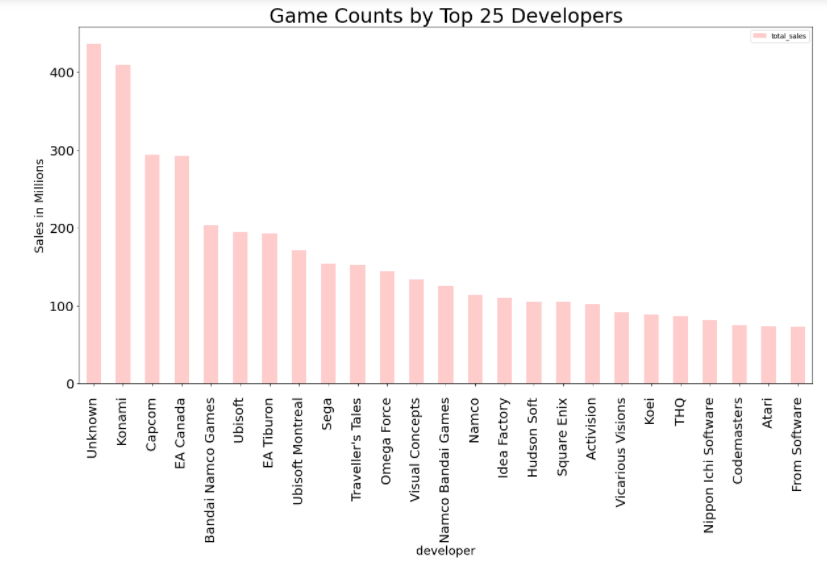 Game Counts by Top 25 Developers
total_sales
Sales in Millions
400
300
200
100
0
Unknown
Konami
Capcom
EA Canada
Bandai Namco Games
Ubisoft
EA Tiburon
Ubisoft Montreal
Sega
Traveller's Tales
Omega Force
Visual Concepts
Namco Bandai Games
Namco
Idea Factory
Hudson Soft
Square Enix
Activision
Vicarious Visions
Koei
THQ
Nippon Ichi Software
Codemasters
Atari
From Software
developer